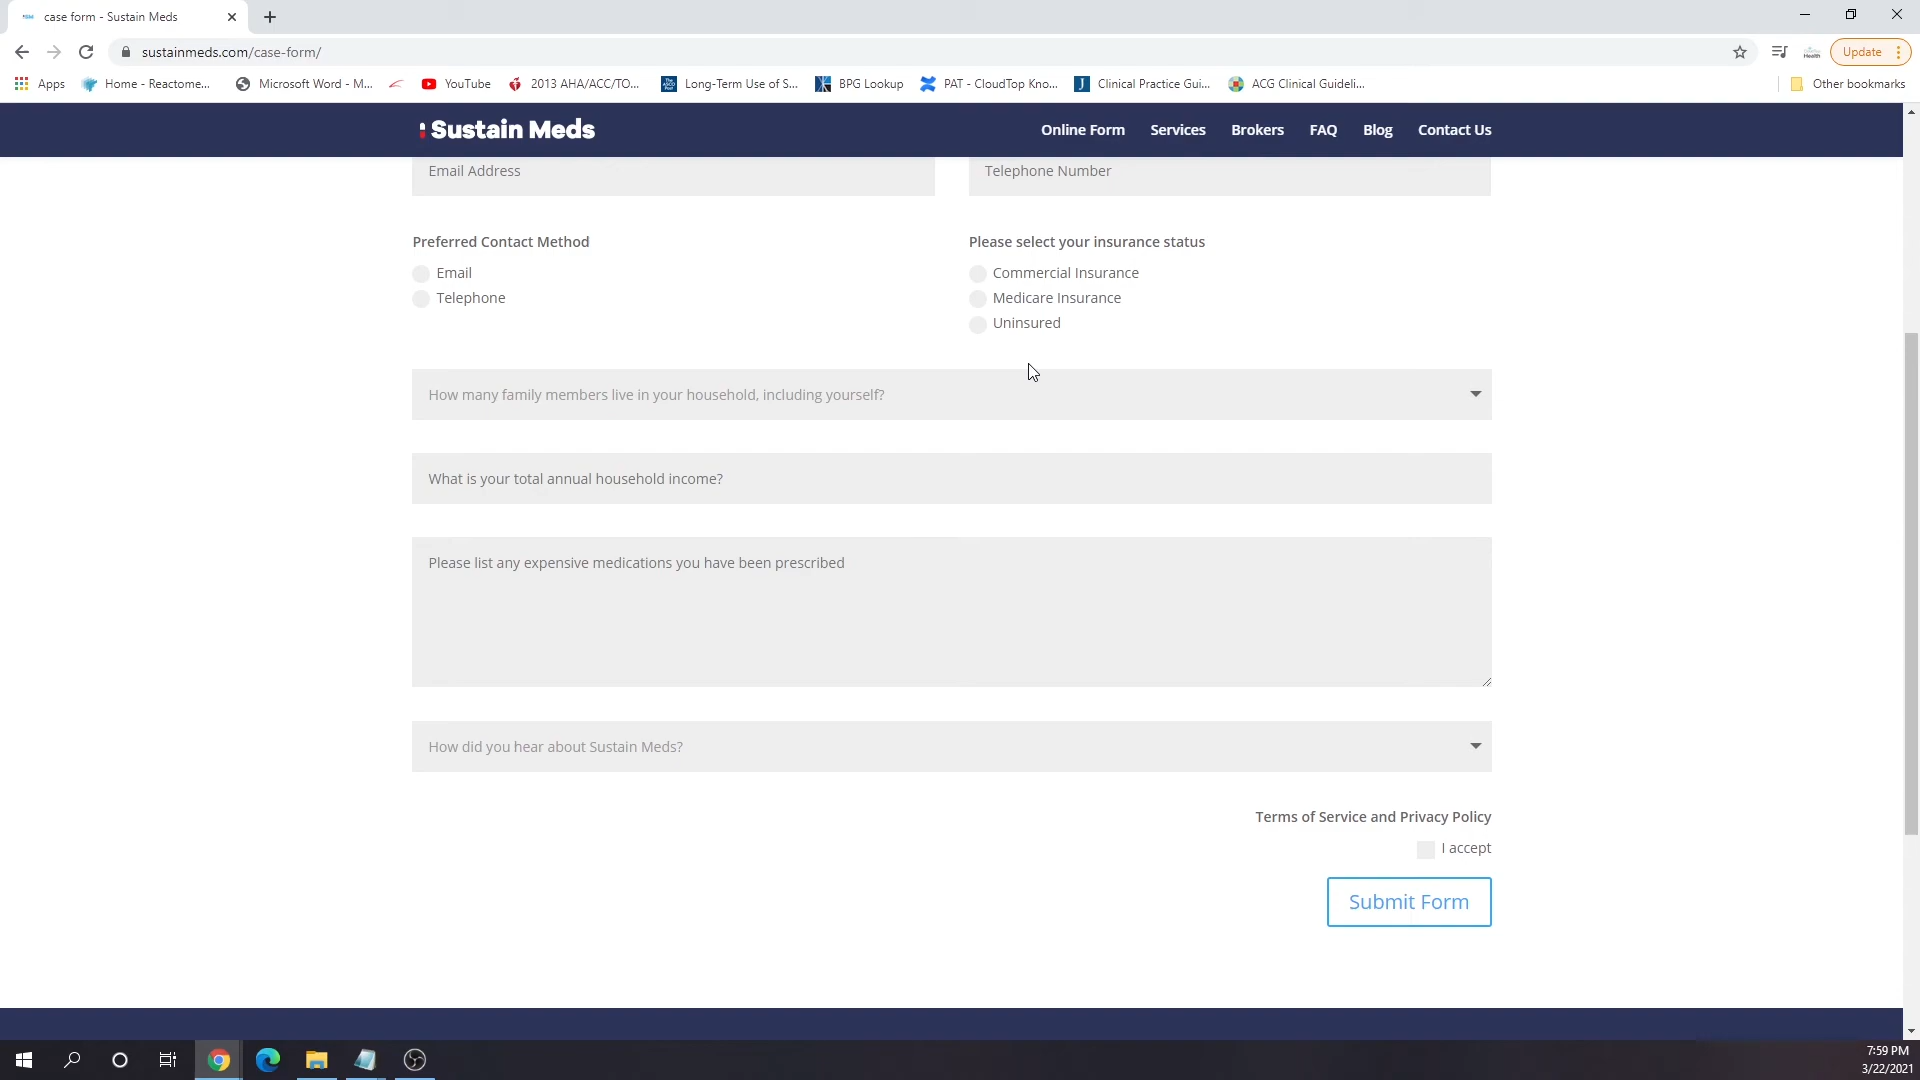 case form - Sustain Meds
sustainmeds.com/case-form/
Update
Apps
Home - Reactome...
Microsoft Word - M...
YouTube
2013 AHA/ACC/TO...
Long-Term Use of S...
BPG Lookup
PAT - CloudTop Kno...
Clinical Practice Gui...
ACG Clinical Guideli...
Other bookmarks
Sustain Meds
Online Form
Services
Brokers
FAQ
Blog
Contact Us
Email Address
Telephone Number
Preferred Contact Method
Email
Telephone
Please select your insurance status
Commercial Insurance
Medicare Insurance
Uninsured
How many family members live in your household, including yourself?
What is your total annual household income?
Please list any expensive medications you have been prescribed
How did you hear about Sustain Meds?
Terms of Service and Privacy Policy
I accept
Submit Form
7:59 PM
3/22/2021